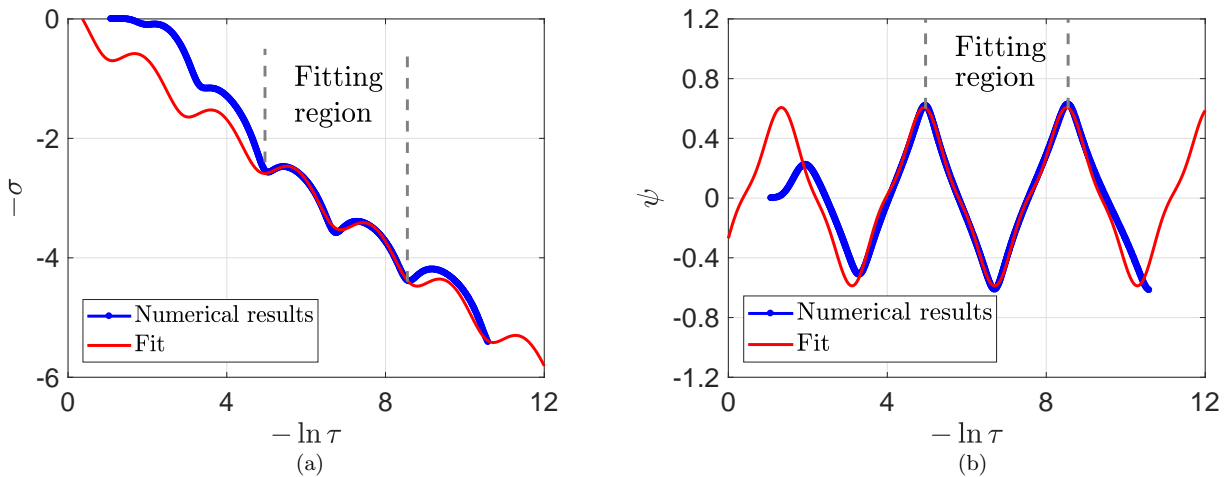 0
-2
-4
-6
−σ
Fitting
region
Numerical results
Fit
0 4 8 12
− ln τ
(a)
1.2
0.8
0.4
0
-0.4
-0.8
-1.2
ψ
Fitting
region
Numerical results
Fit
0 4 8 12
− ln τ
(b)